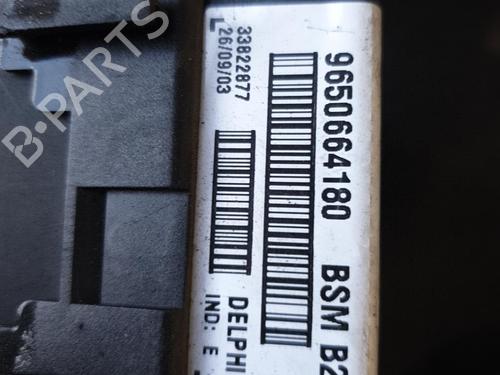 9650664180 BSM B2
33822877
26/09/03
DELPHI
IND: E
B-PARTS